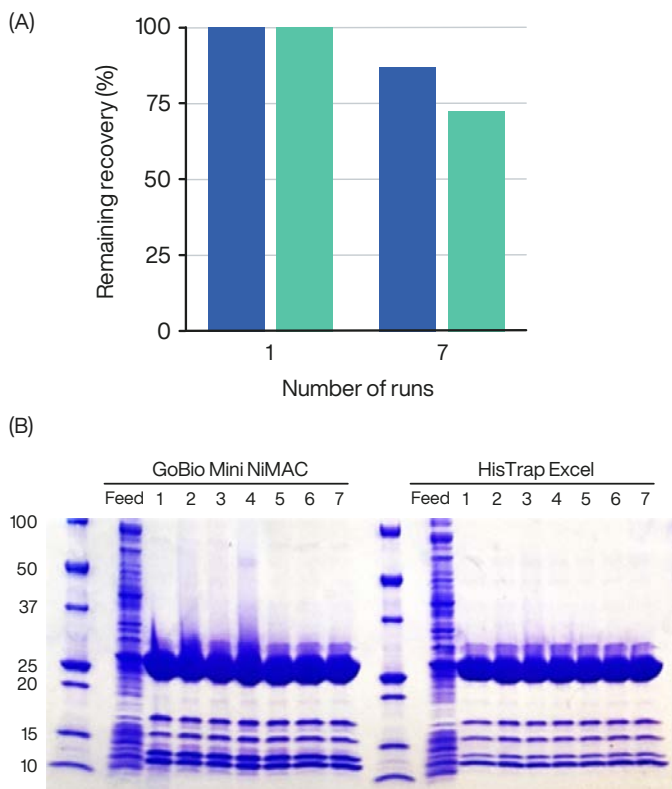 (A)
Remaining recovery (%)
100
75
50
25
0
1 7
Number of runs
(B)
GoBio Mini NiMAC HisTrap Excel
Feed 1 2 3 4 5 6 7 Feed 1 2 3 4 5 6 7
100
50
37
25
20
15
10